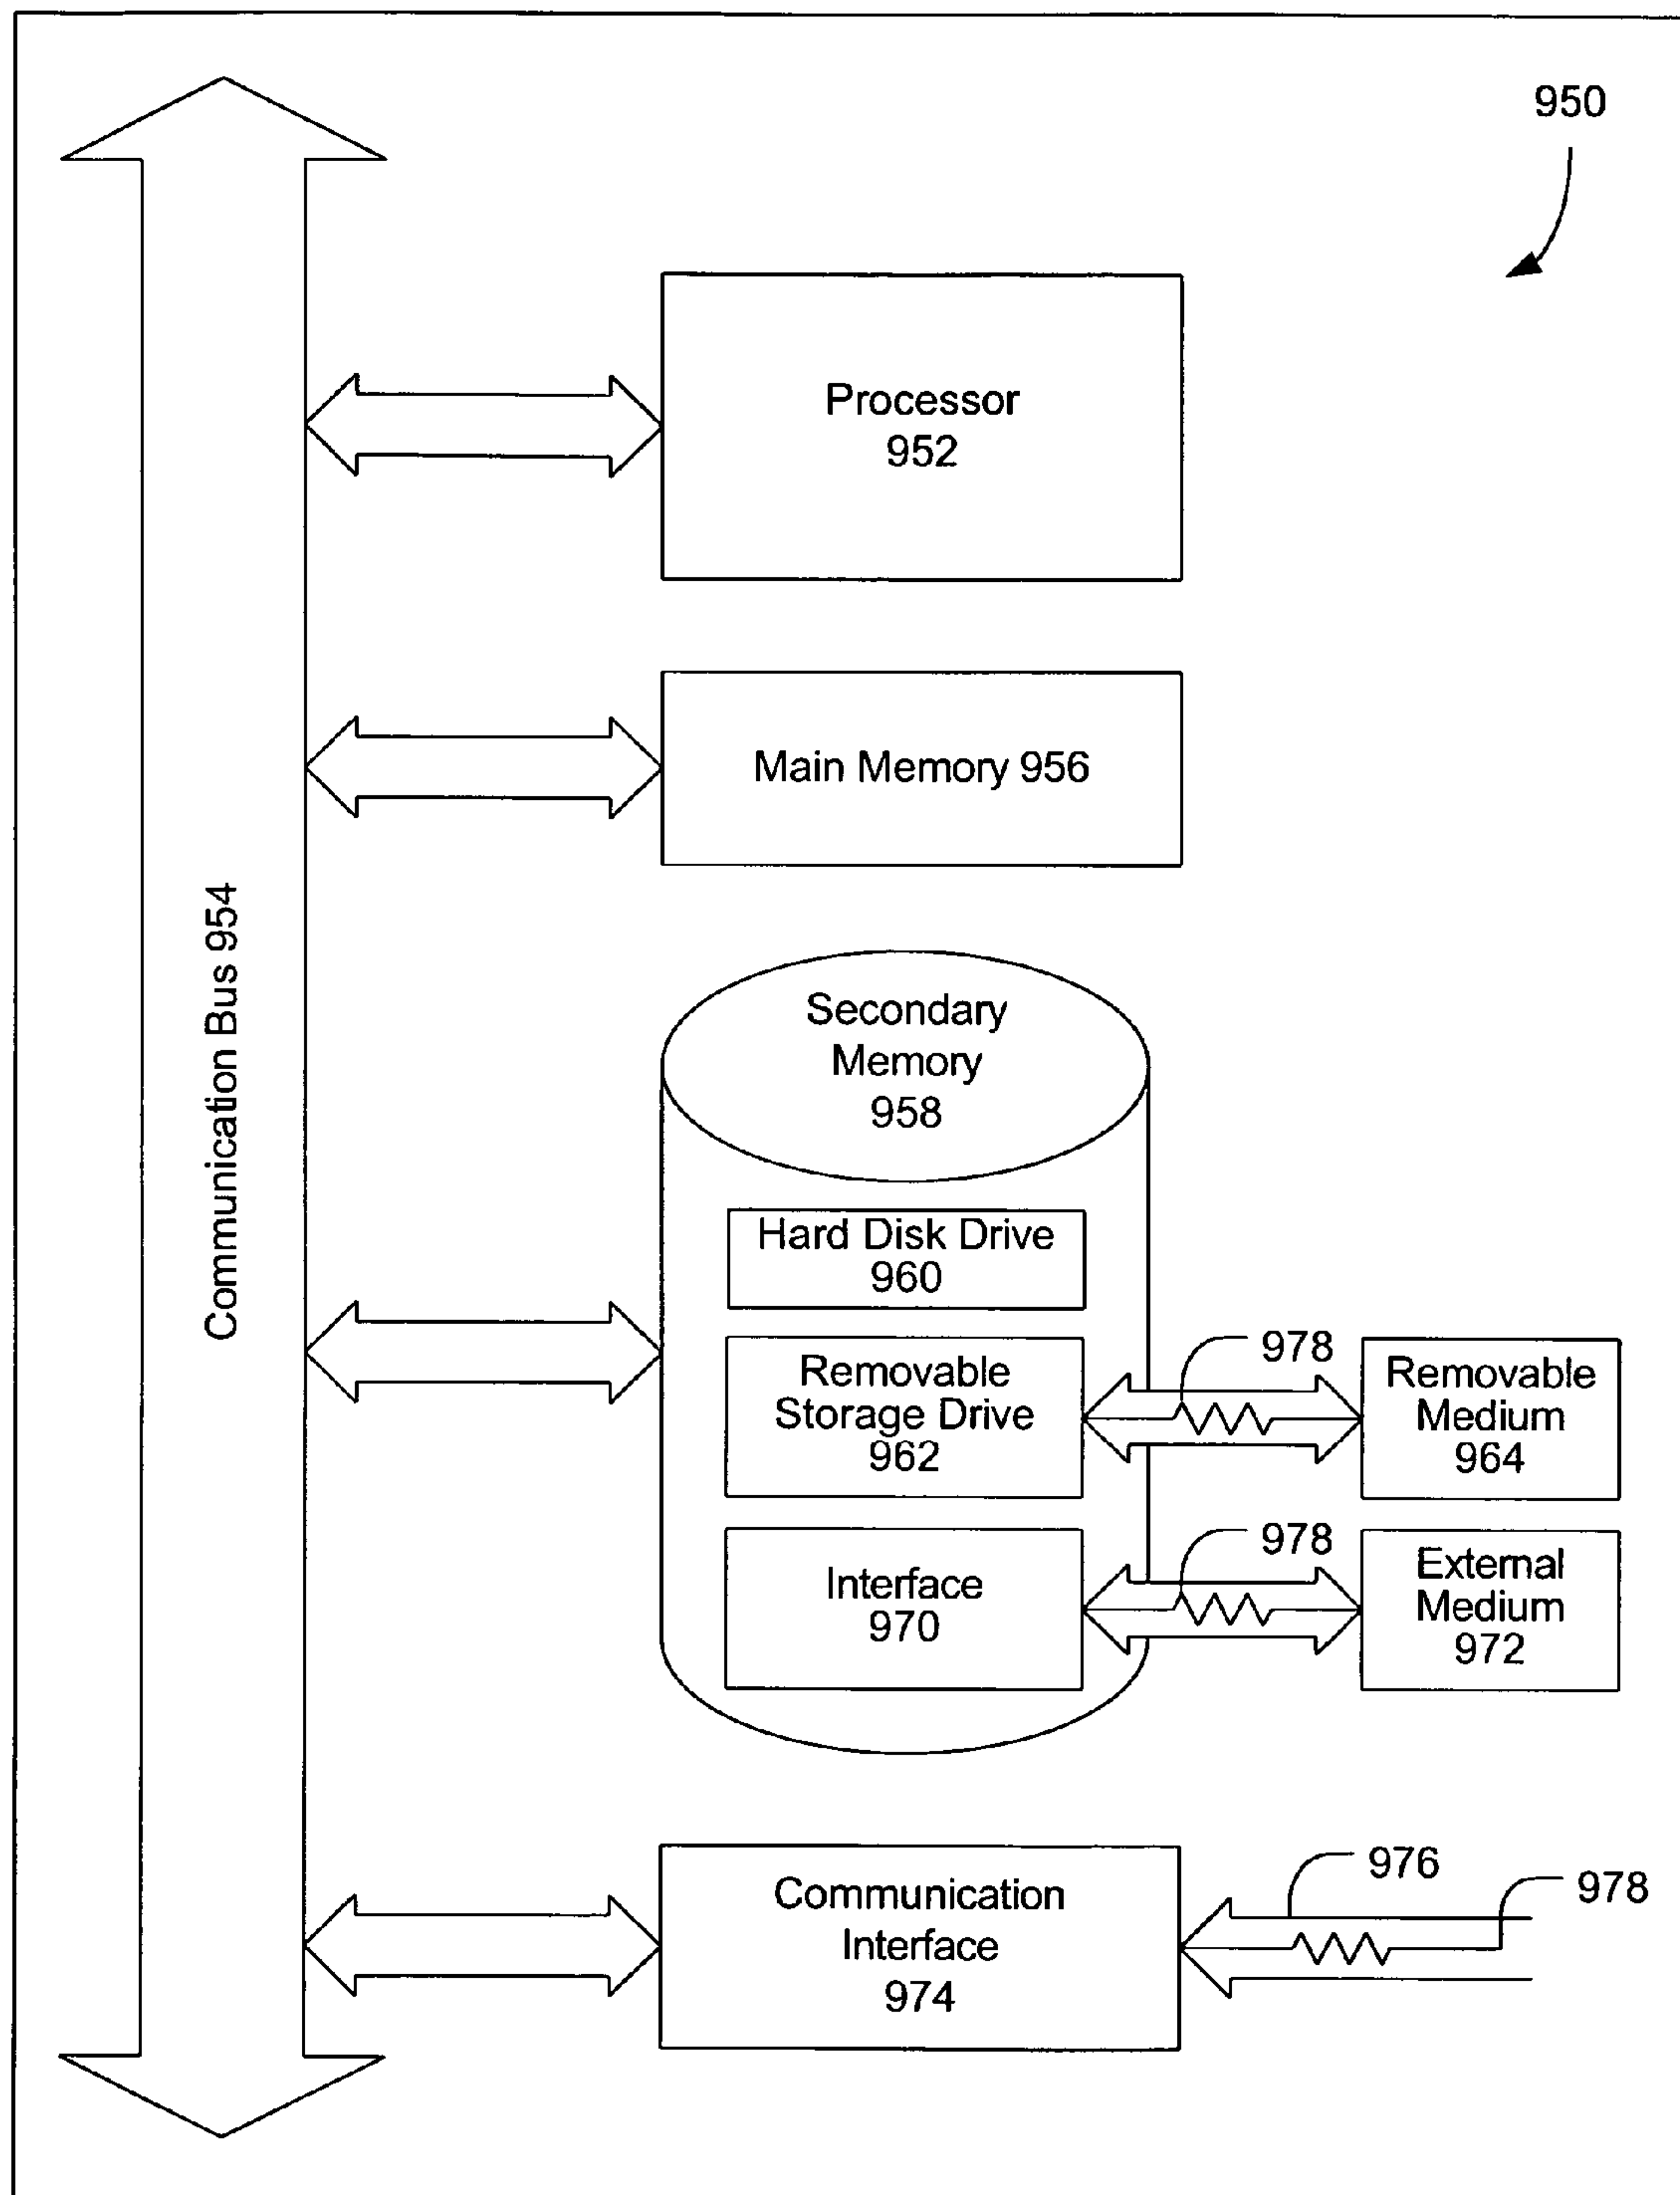 950
Processor
952
Main Memory 956
Communication Bus 954
Secondary
Memory
958
Hard Disk Drive
960
Removable
Storage Drive
962
978
Removable
Medium
964
Interface
970
978
External
Medium
972
Communication
Interface
974
976
978